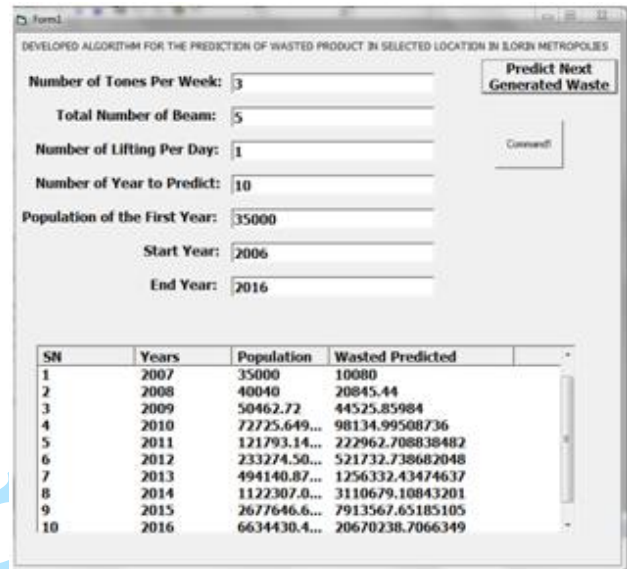 Form1
DEVELOPED ALGORITHM FOR THE PREDICTION OF WASTED PRODUCT IN SELECTED LOCATION IN ILORIN METROPOLIES
Predict Next
Generated Waste
Number of Tones Per Week: 3
Total Number of Beam: 5
Command1
Number of Lifting Per Day: 1
Number of Year to Predict: 10
Population of the First Year: 35000
Start Year: 2006
End Year: 2016
SN Years Population Wasted Predicted
1 2007 35000 10080
2 2008 40040 20845.44
3 2009 50462.72 44525.85984
4 2010 72725.649... 98134.99508736
5 2011 121793.14... 222962.708838482
6 2012 233274.50... 521732.738682048
7 2013 494140.87... 1256332.43474637
8 2014 1122307.0... 3110679.10843201
9 2015 2677646.6... 7913567.65185105
10 2016 6634430.4... 20670238.7066349